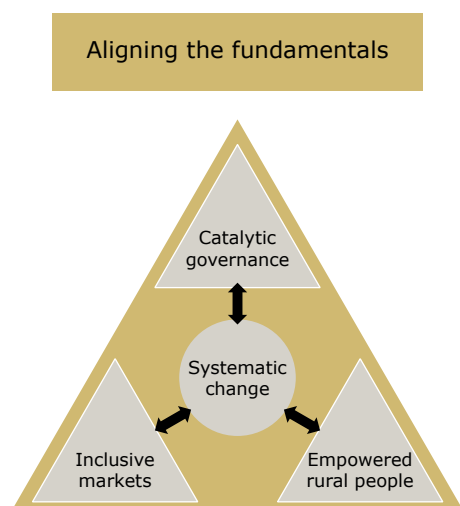 Aligning the fundamentals
Catalytic
governance
Systematic
change
Inclusive
markets
Empowered
rural people